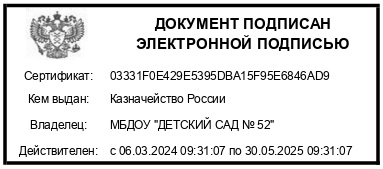 ДОКУМЕНТ ПОДПИСАН
ЭЛЕКТРОННОЙ ПОДПИСЬЮ
Сертификат: 03331F0E429E5395DBA15F95E6846AD9
Кем выдан: Казначейство России
Владелец: МБДОУ "ДЕТСКИЙ САД № 52"
Действителен: с 06.03.2024 09:31:07 по 30.05.2025 09:31:07